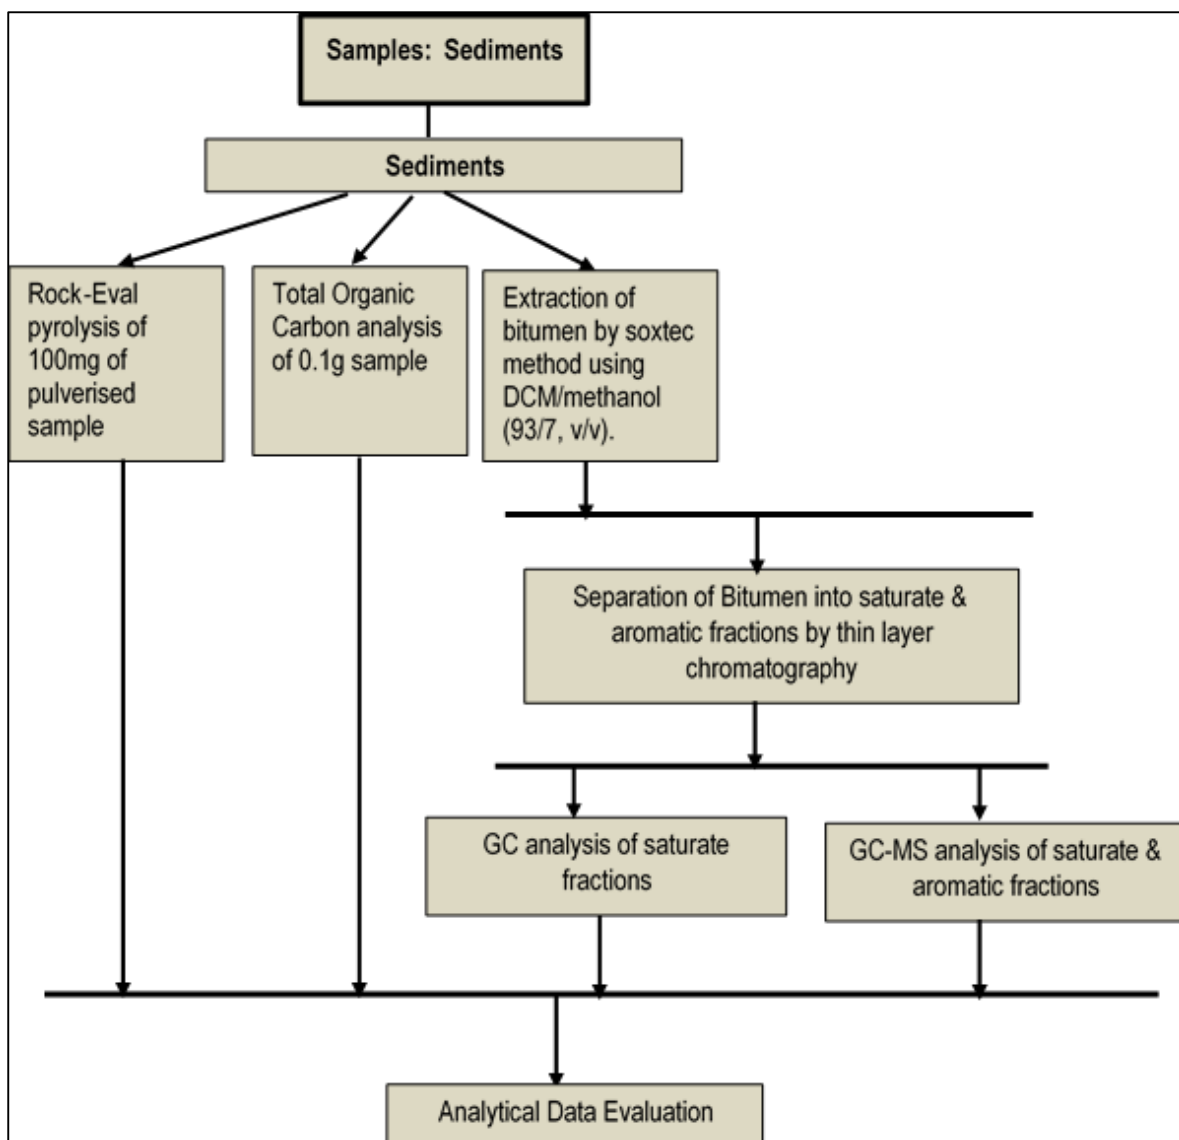 Samples: Sediments
Sediments
Rock-Eval
pyrolysis of
100mg of
pulverised
sample
Total Organic
Carbon analysis
of 0.1g sample
Extraction of
bitumen by soxtec
method using
DCM/methanol
(93/7, v/v).
Separation of Bitumen into saturate &
aromatic fractions by thin layer
chromatography
GC analysis of saturate
fractions
GC-MS analysis of saturate &
aromatic fractions
Analytical Data Evaluation